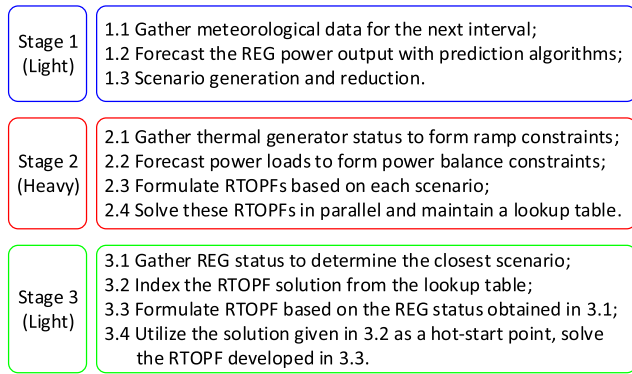 Stage 1
(Light)
1.1 Gather meteorological data for the next interval;
1.2 Forecast the REG power output with prediction algorithms;
1.3 Scenario generation and reduction.
Stage 2
(Heavy)
2.1 Gather thermal generator status to form ramp constraints;
2.2 Forecast power loads to form power balance constraints;
2.3 Formulate RTOPFs based on each scenario;
2.4 Solve these RTOPFs in parallel and maintain a lookup table.
Stage 3
(Light)
3.1 Gather REG status to determine the closest scenario;
3.2 Index the RTOPF solution from the lookup table;
3.3 Formulate RTOPF based on the REG status obtained in 3.1;
3.4 Utilize the solution given in 3.2 as a hot-start point, solve
the RTOPF developed in 3.3.